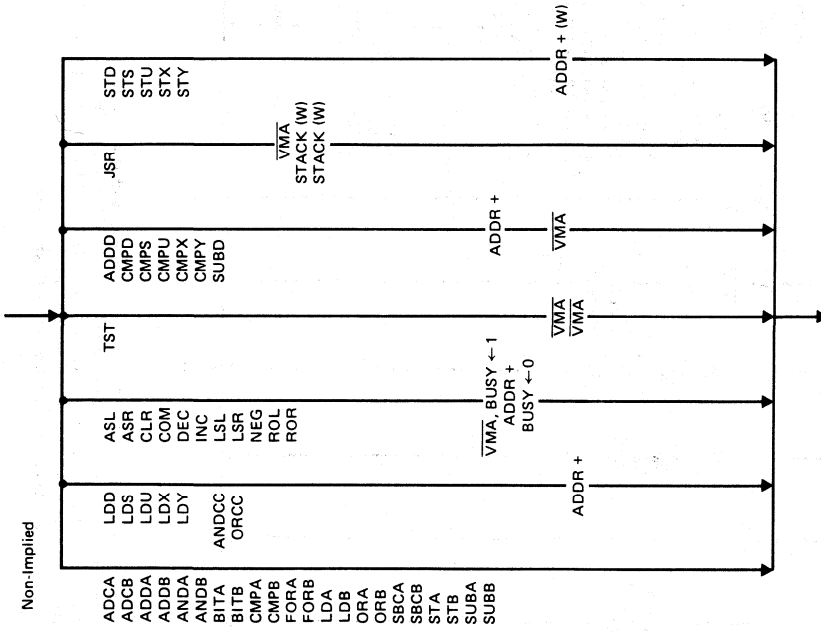 Non-Implied
ADCA
ADCB
ADDA
ADDB
ANDA
ANDB
BITA
BITB
CMPA
CMPB
FORA
FORB
LDA
LDB
ORA
ORB
SBCA
SBCB
STA
STB
SUBA
SUBB
LDD
LDS
LDU
LDX
LDY
ANDCC
ORCC
ADDR +
ASL
ASR
CLR
COM
DEC
INC
LSL
LSR
NEG
ROL
ROR
VMA, BUSY ←1
ADDR +
BUSY ←0
TST
VMA
VMA
ADDD
CMPD
CMPS
CMPU
CMPX
CMPY
SUBD
ADDR +
VMA
JSR
VMA
STACK (W)
STACK (W)
STD
STS
STU
STX
STY
ADDR + (W)